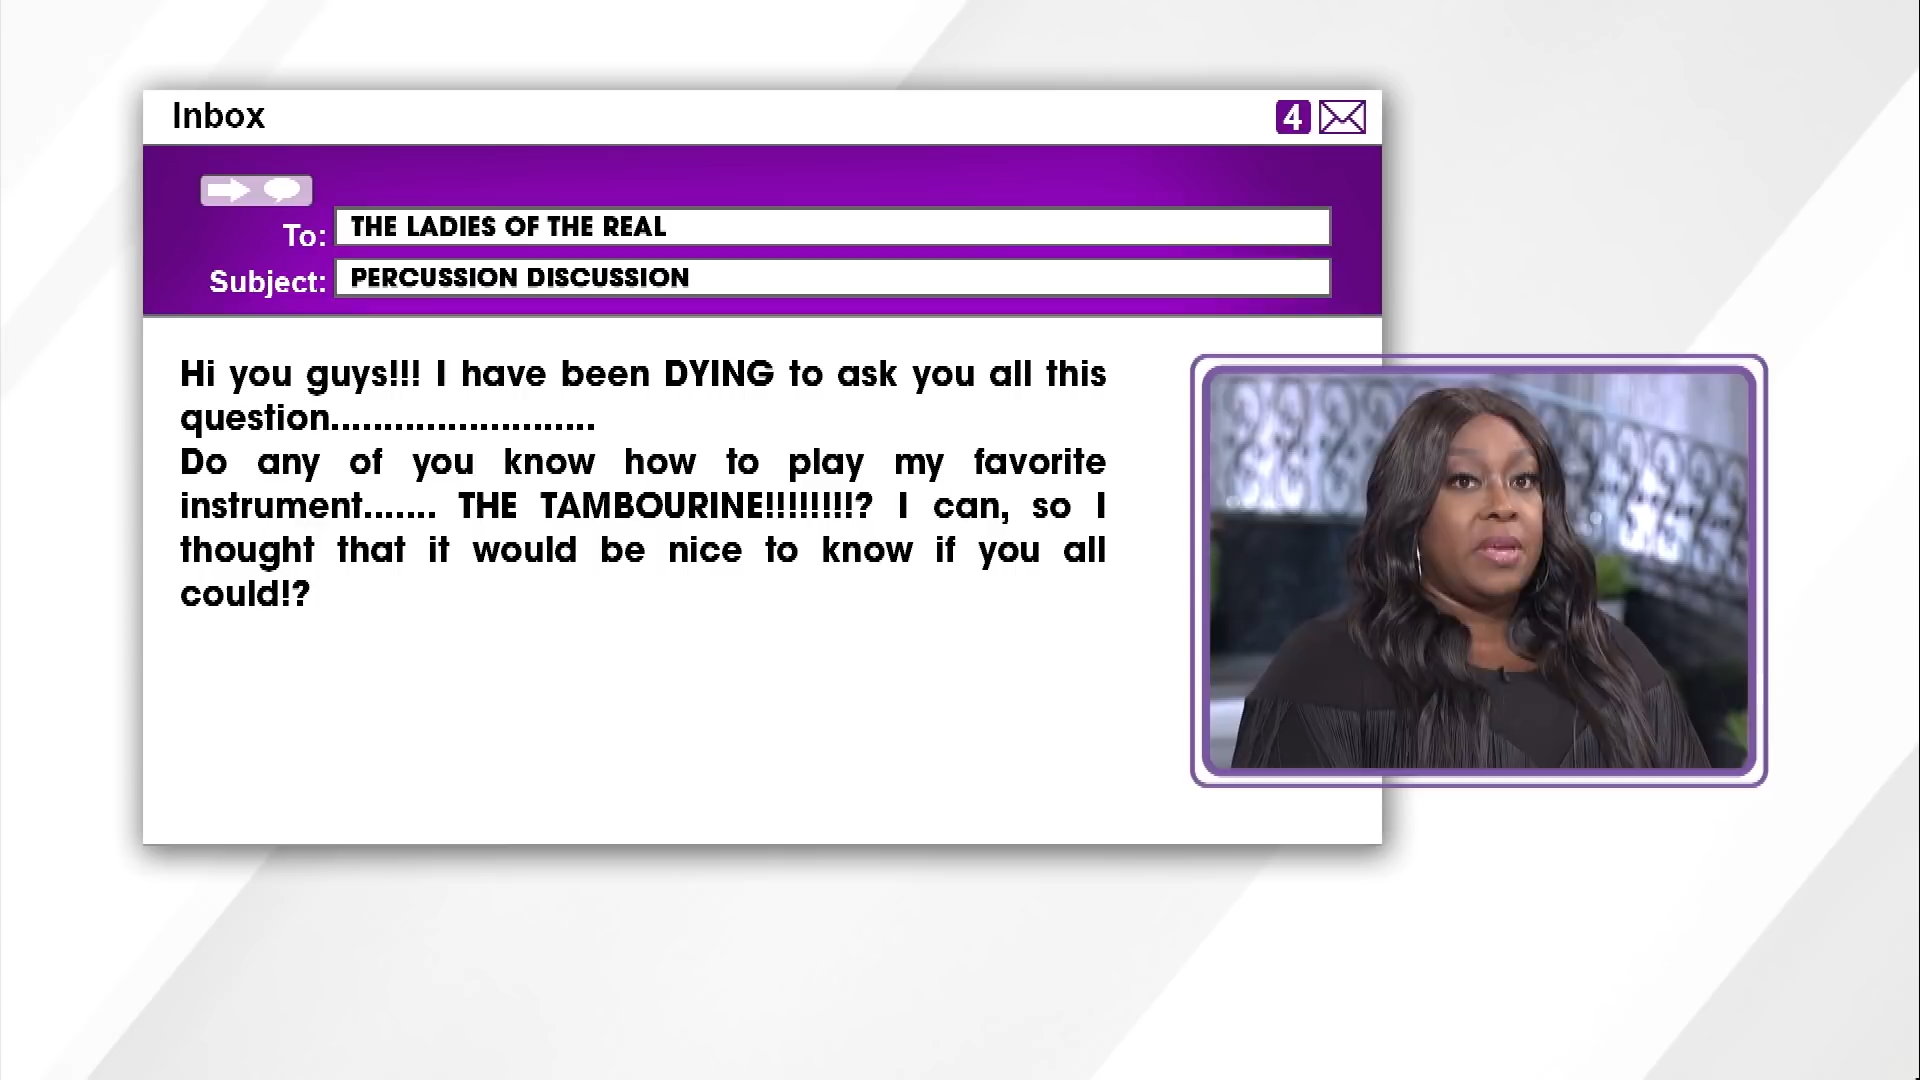 Inbox
4
To: THE LADIES OF THE REAL
Subject: PERCUSSION DISCUSSION
Hi you guys!!! I have been DYING to ask you all this
question.........................
Do any of you know how to play my favorite
instrument....... THE TAMBOURINE!!!!!!!!? I can, so I
thought that it would be nice to know if you all
could!?